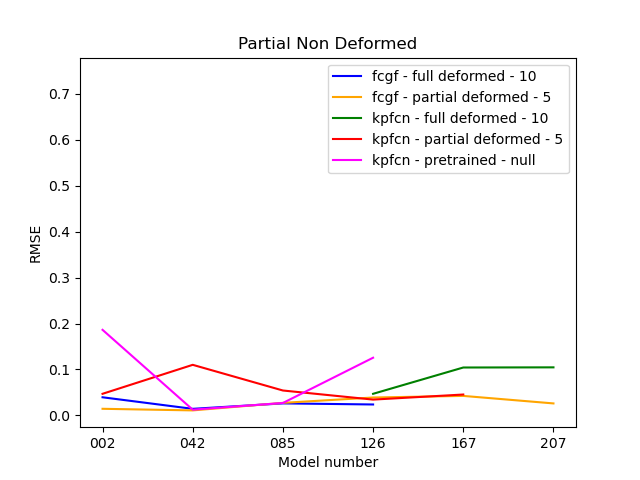 Partial Non Deformed
fcgf - full deformed - 10
fcgf - partial deformed - 5
kpfcn - full deformed - 10
kpfcn - partial deformed - 5
kpfcn - pretrained - null
RMSE
0.7
0.6
0.5
0.4
0.3
0.2
0.1
0.0
002 042 085 126 167 207
Model number